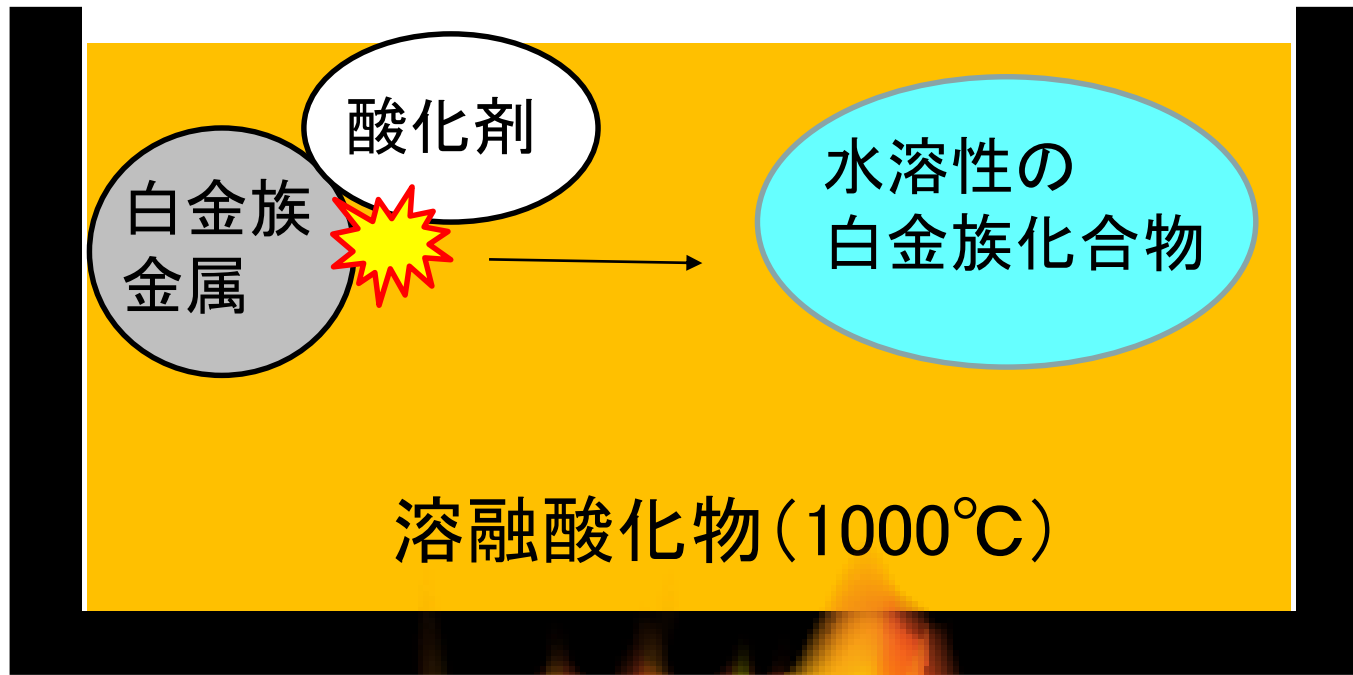 酸化剤
白金族
金属
水溶性の
白金族化合物
溶融酸化物(1000℃)